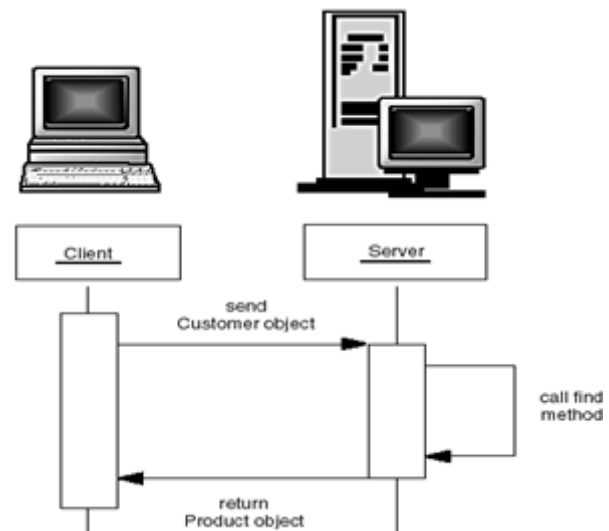 Client
Server
send
Customer object
call find
method
return
Product object